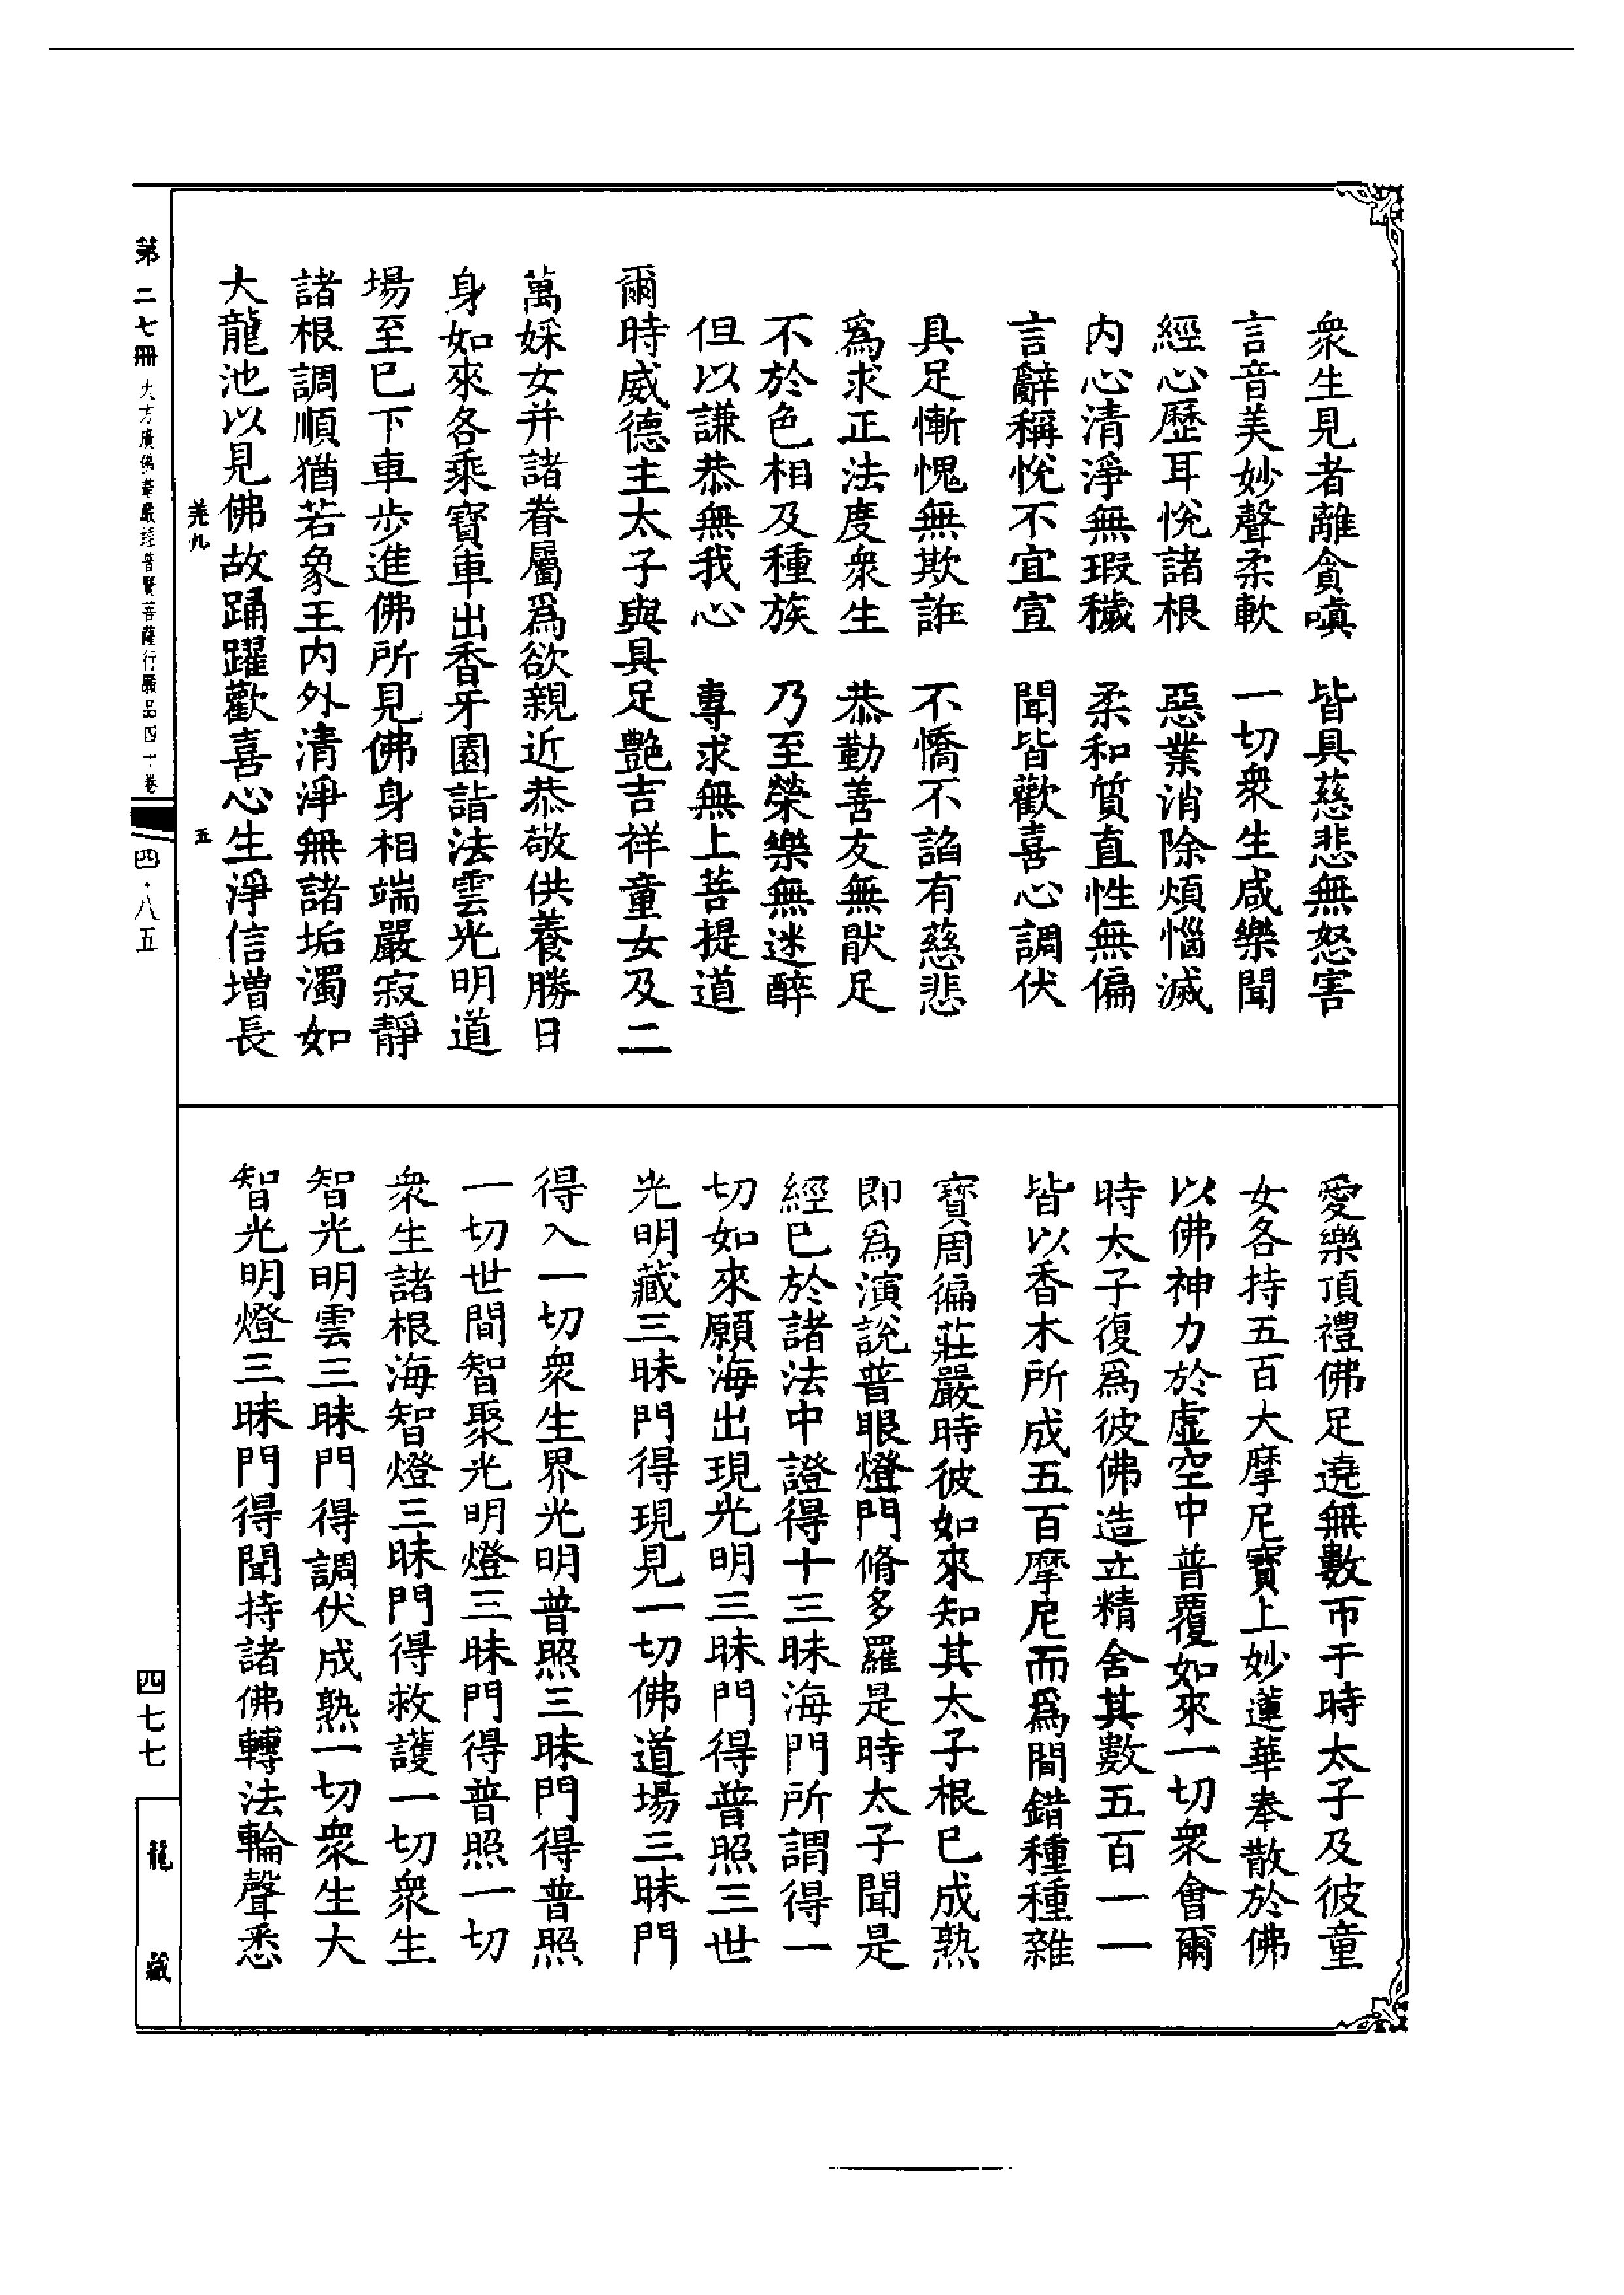 衆生見者離貪嗔　皆具慈悲無怒害
言音美妙聲柔軟　一切衆生咸樂聞
經心歷耳悅諸根　惡業消除煩惱滅
内心清淨無瑕穢　柔和質直性無偏
言辭稱悅不宜宣　聞皆歡喜心調伏
具足慚愧無欺誑　不憍不諂有慈悲
爲求正法度衆生　恭勤善友無猒足
不於色相及種族　乃至榮樂無迷醉
但以謙恭無我心　專求無上菩提道
爾時威德主太子與具足艶吉祥童女及二
萬婇女并諸眷屬爲欲親近恭敬供養勝日
身如來各乘寶車出香牙園詣法雲光明道
場至已下車步進佛所見佛身相端嚴寂靜
諸根調順猶若象王内外清淨無諸垢濁如
大龍池以見佛故踊躍歡喜心生淨信增長
羌九
五
愛樂頂禮佛足遶無數帀于時太子及彼童
女各持五百大摩尼寶上妙蓮華奉散於佛
以佛神力於虛空中普覆如來一切衆會爾
時太子復爲彼佛造立精舍其數五百一一
皆以香木所成五百摩尼而爲間錯種種雜
寶周徧莊嚴時彼如來知其太子根已成熟
即爲演說普眼燈門脩多羅是時太子聞是
經已於諸法中證得十三昧海門所謂得一
切如來願海出現光明三昧門得普照三世
光明藏三昧門得現見一切佛道場三昧門
得入一切衆生界光明普照三昧門得普照
一切世間智聚光明燈三昧門得普照一切
衆生諸根海智燈三昧門得救護一切衆生
智光明雲三昧門得調伏成熟一切衆生大
智光明燈三昧門得聞持諸佛轉法輪聲悉
第二七冊　大方廣佛華嚴經普賢菩薩行願品四十卷　四·八五
四七七
龍藏